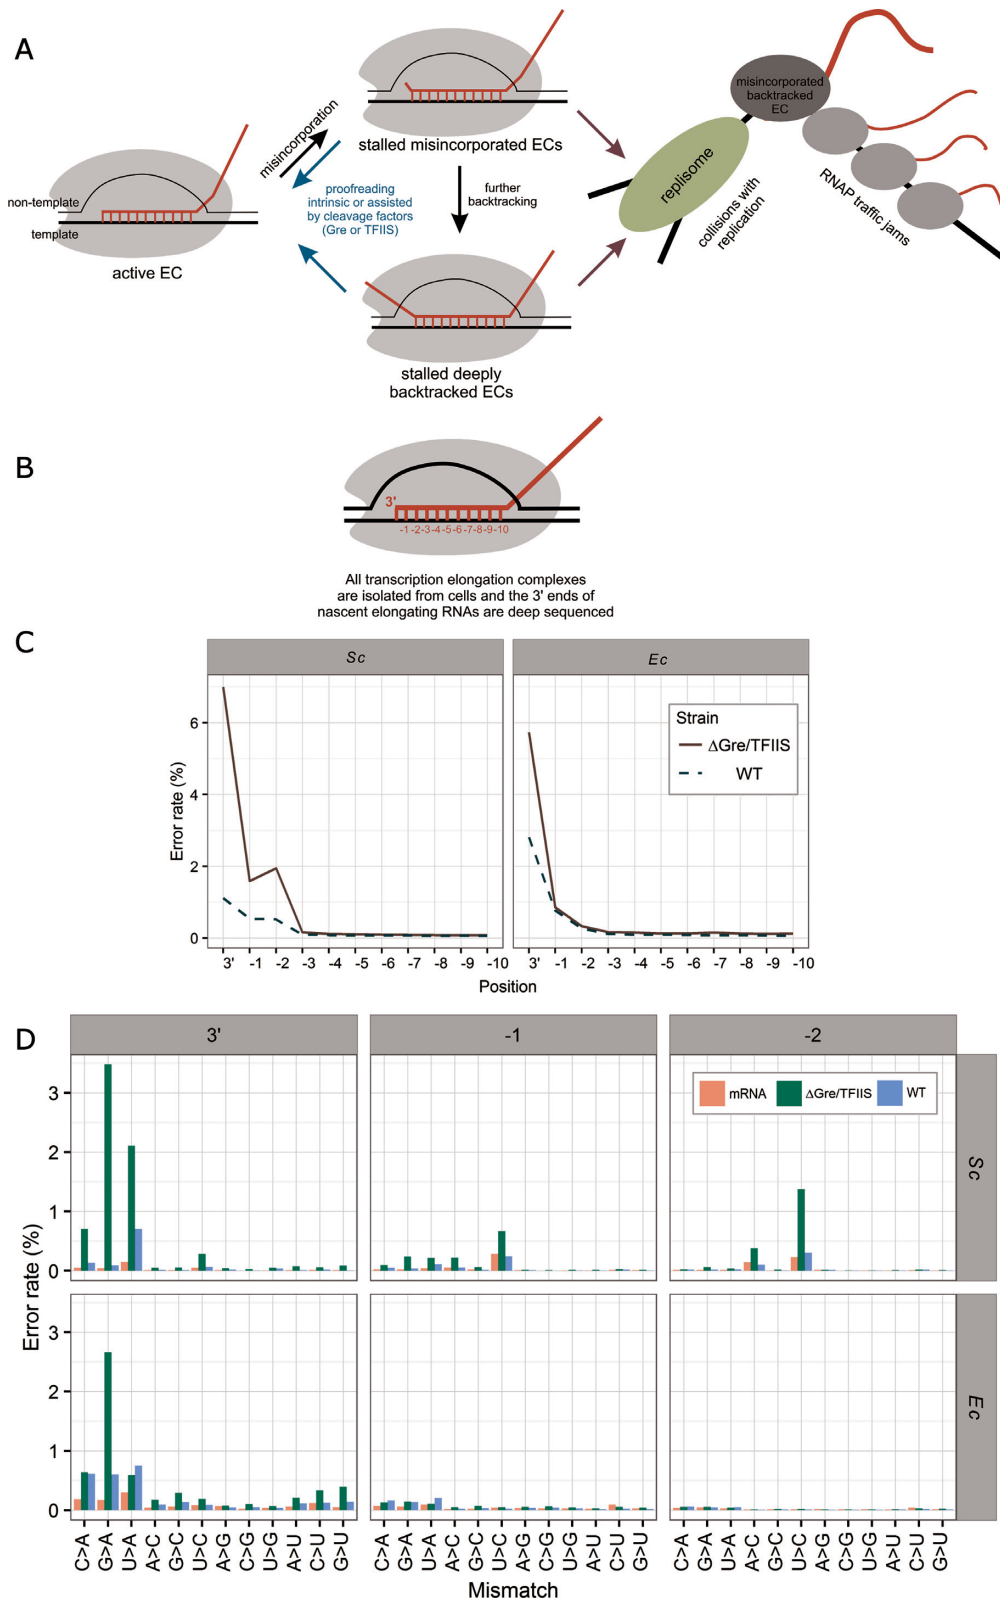 A
misincorporation
non-template
template
active EC
stalled misincorporated ECs
proofreading
intrinsic or assisted
by cleavage factors
(Gre or TFIIS)
further
backtracking
stalled deeply
backtracked ECs
replisome
collisions with
replication
misincorporated
backtracked
EC
RNAP traffic jams
B
3'
-1 -2 -3 -4 -5 -6 -7 -8 -9 -10
All transcription elongation complexes
are isolated from cells and the 3' ends of
nascent elongating RNAs are deep sequenced
C
Sc
Ec
Error rate (%)
6
4
2
0
Strain
ΔGre/TFIIS
WT
3' -1 -2 -3 -4 -5 -6 -7 -8 -9 -10
3' -1 -2 -3 -4 -5 -6 -7 -8 -9 -10
Position
D
3'
-1
-2
mRNA
ΔGre/TFIIS
WT
Sc
Ec
Error rate (%)
3
2
1
0
3
2
1
0
C>A G>A U>A A>C G>C U>C A>G C>G U>G A>U C>U G>U
C>A G>A U>A A>C G>C U>C A>G C>G U>G A>U C>U G>U
C>A G>A U>A A>C G>C U>C A>G C>G U>G A>U C>U G>U
Mismatch